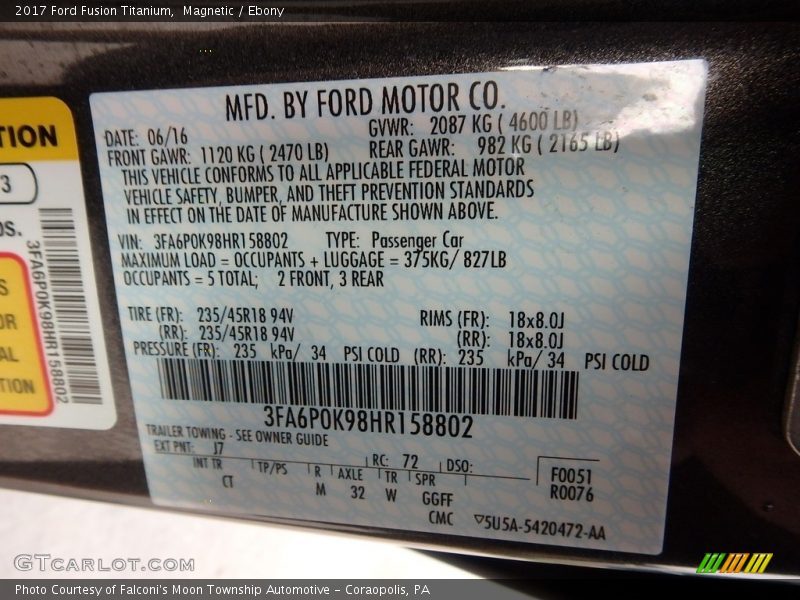 2017 Ford Fusion Titanium, Magnetic / Ebony
TION
3
DS.
S
OR
AL
TION
3FA6P0K98HR158802
MFD. BY FORD MOTOR CO.
DATE: 06/16 GVWR: 2087 KG ( 4600 LB)
FRONT GAWR: 1120 KG ( 2470 LB) REAR GAWR: 982 KG ( 2165 LB)
THIS VEHICLE CONFORMS TO ALL APPLICABLE FEDERAL MOTOR
VEHICLE SAFETY, BUMPER, AND THEFT PREVENTION STANDARDS
IN EFFECT ON THE DATE OF MANUFACTURE SHOWN ABOVE.
VIN: 3FA6P0K98HR158802 TYPE: Passenger Car
MAXIMUM LOAD = OCCUPANTS + LUGGAGE = 375KG/ 827LB
OCCUPANTS = 5 TOTAL; 2 FRONT, 3 REAR
TIRE (FR): 235/45R18 94V RIMS (FR): 18x8.0J
(RR): 235/45R18 94V (RR): 18x8.0J
PRESSURE (FR): 235 kPa/ 34 PSI COLD (RR): 235 kPa/ 34 PSI COLD
3FA6P0K98HR158802
TRAILER TOWING - SEE OWNER GUIDE
EXT PNT: J7 RC: 72 DSO: F0051
INT TR TP/PS R AXLE TR SPR R0076
CT M 32 W GGFF
CMC ▽5U5A-5420472-AA
GTCarLot.com
Photo Courtesy of Falconi's Moon Township Automotive – Coraopolis, PA